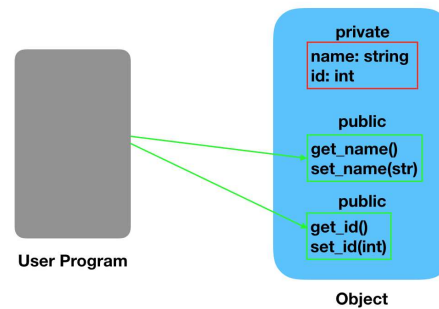 private
name: string
id: int
public
get_name()
set_name(str)
public
get_id()
set_id(int)
User Program
Object